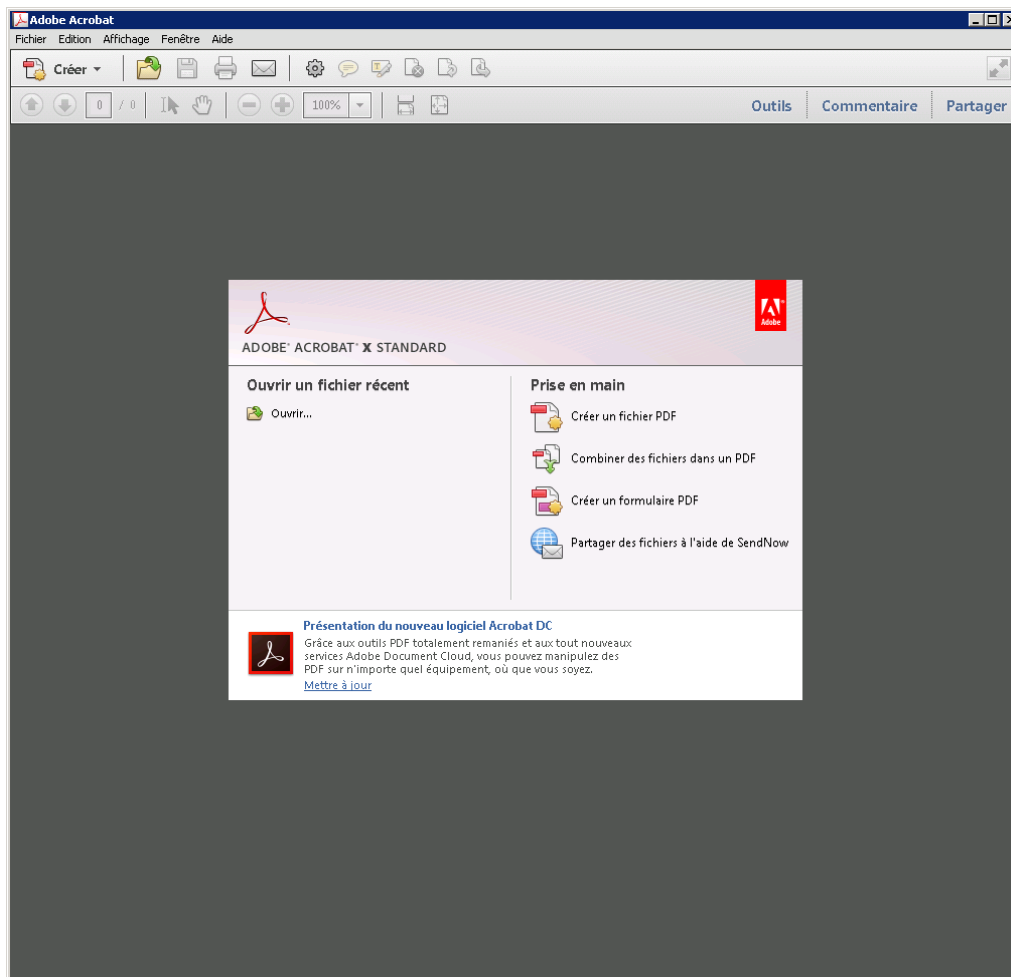 Adobe Acrobat
Fichier Edition Affichage Fenêtre Aide
Créer
0 / 0 100% Outils Commentaire Partager
Adobe
ADOBE® ACROBAT® X STANDARD
Ouvrir un fichier récent
Ouvrir...
Prise en main
Créer un fichier PDF
Combiner des fichiers dans un PDF
Créer un formulaire PDF
Partager des fichiers à l'aide de SendNow
Présentation du nouveau logiciel Acrobat DC
Grâce aux outils PDF totalement remaniés et aux tout nouveaux
services Adobe Document Cloud, vous pouvez manipulez des
PDF sur n'importe quel équipement, où que vous soyez.
Mettre à jour